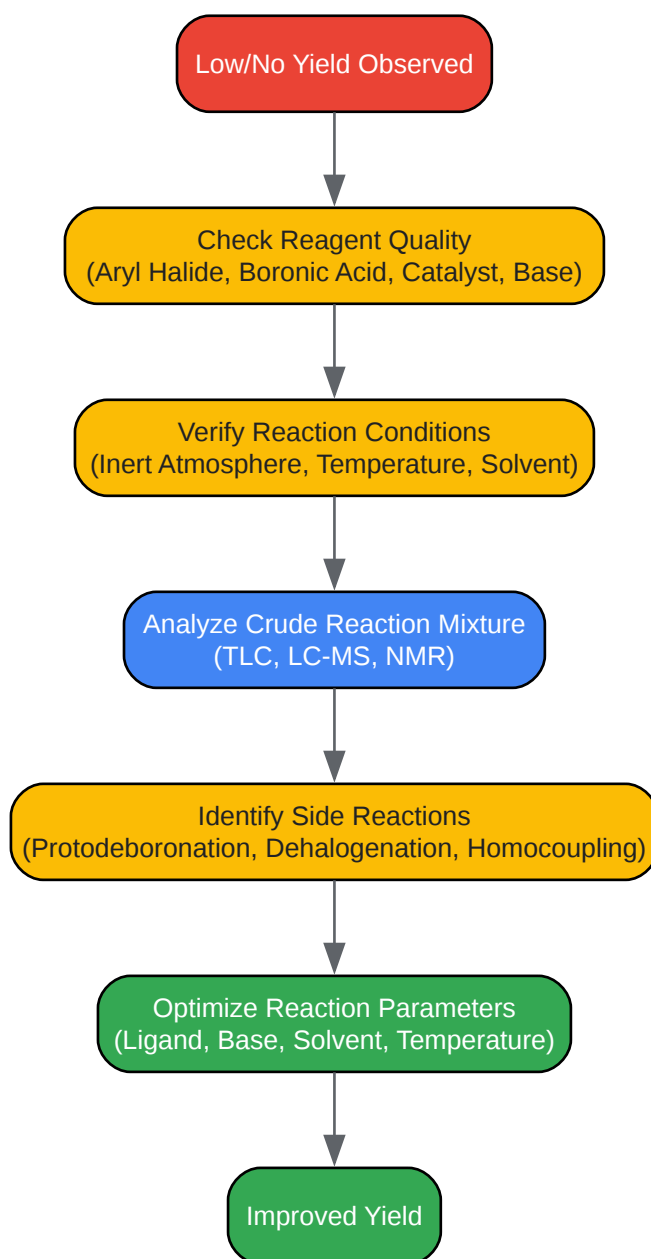 Low/No Yield Observed
Check Reagent Quality
(Aryl Halide, Boronic Acid, Catalyst, Base)
Verify Reaction Conditions
(Inert Atmosphere, Temperature, Solvent)
Analyze Crude Reaction Mixture
(TLC, LC-MS, NMR)
Identify Side Reactions
(Protodeboronation, Dehalogenation, Homocoupling)
Optimize Reaction Parameters
(Ligand, Base, Solvent, Temperature)
Improved Yield